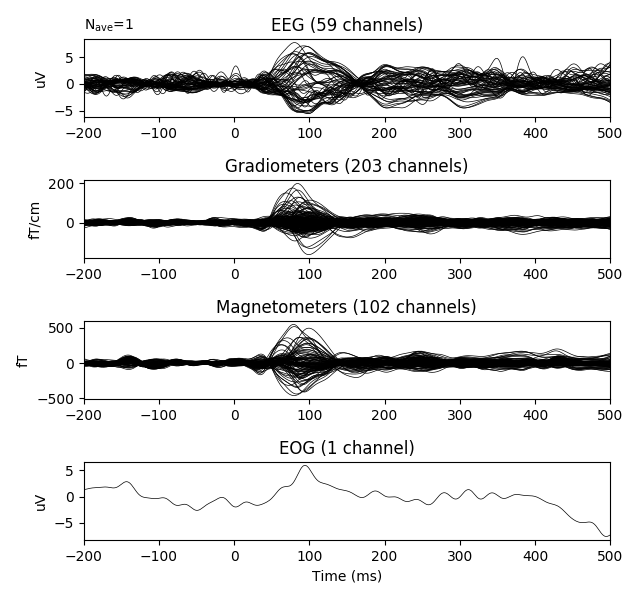 N_ave=1
EEG (59 channels)
5
0
−5
uV
−200 −100 0 100 200 300 400 500
Gradiometers (203 channels)
200
0
fT/cm
−200 −100 0 100 200 300 400 500
Magnetometers (102 channels)
500
0
−500
fT
−200 −100 0 100 200 300 400 500
EOG (1 channel)
5
0
−5
uV
−200 −100 0 100 200 300 400 500
Time (ms)